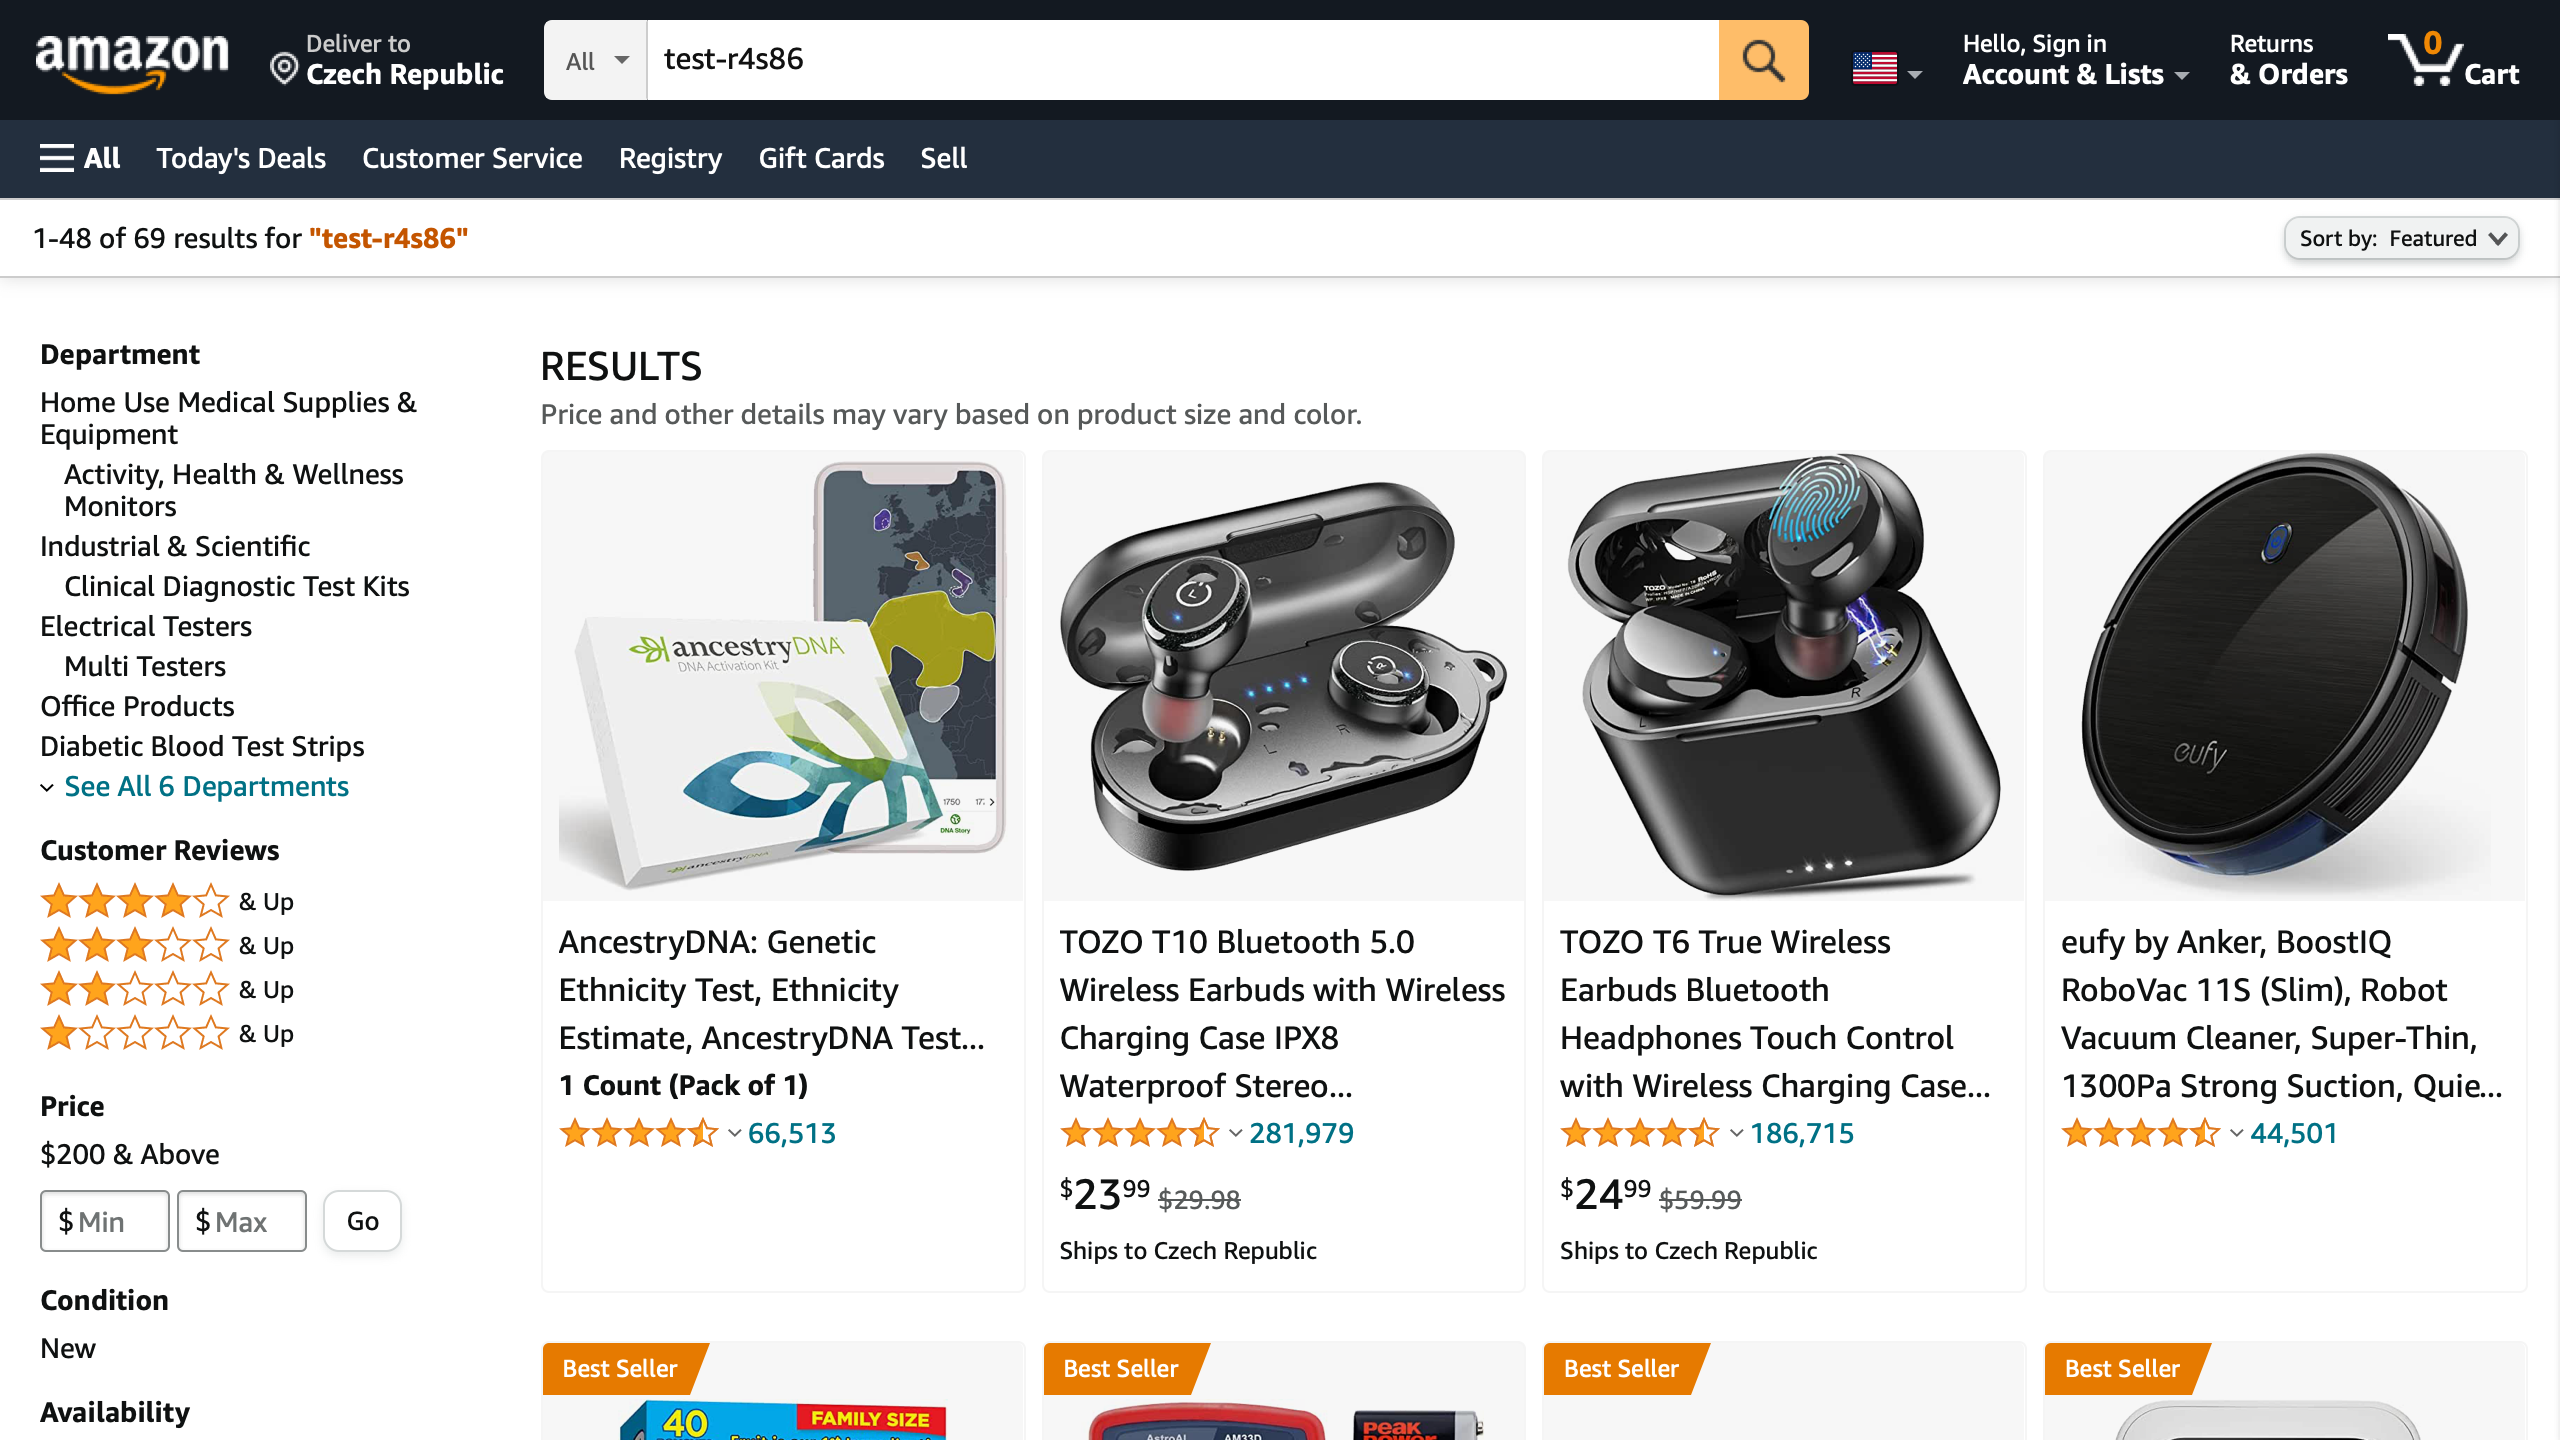 amazon
Deliver to
Czech Republic
All
test-r4s86
Hello, Sign in
Account & Lists
Returns
& Orders
0
Cart
All
Today's Deals
Customer Service
Registry
Gift Cards
Sell
1-48 of 69 results for "test-r4s86"
Sort by: Featured
Department
Home Use Medical Supplies &
Equipment
Activity, Health & Wellness
Monitors
Industrial & Scientific
Clinical Diagnostic Test Kits
Electrical Testers
Multi Testers
Office Products
Diabetic Blood Test Strips
See All 6 Departments
Customer Reviews
& Up
& Up
& Up
& Up
Price
$200 & Above
$ Min
$ Max
Go
Condition
New
Availability
RESULTS
Price and other details may vary based on product size and color.
ancestryDNA
DNA Activation Kit
1750
DNA Story
AncestryDNA: Genetic
Ethnicity Test, Ethnicity
Estimate, AncestryDNA Test...
1 Count (Pack of 1)
66,513
L
R
L
R
TOZO T10 Bluetooth 5.0
Wireless Earbuds with Wireless
Charging Case IPX8
Waterproof Stereo...
281,979
$23.99 $29.98
Ships to Czech Republic
TOZO
L
R
TOZO T6 True Wireless
Earbuds Bluetooth
Headphones Touch Control
with Wireless Charging Case...
186,715
$24.99 $59.99
Ships to Czech Republic
eufy
eufy by Anker, BoostIQ
RoboVac 11S (Slim), Robot
Vacuum Cleaner, Super-Thin,
1300Pa Strong Suction, Quie...
44,501
Best Seller
40
FAMILY SIZE
Best Seller
AstroAI AM33D
Peak
Power
Best Seller
Best Seller